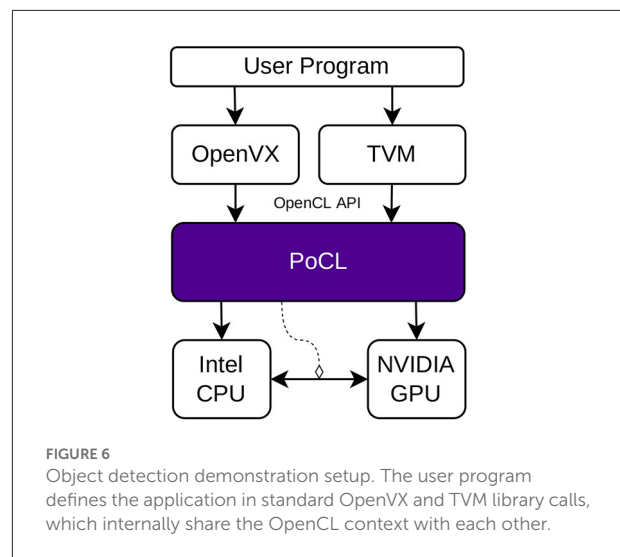 User Program
OpenVX
TVM
OpenCL API
PoCL
Intel
CPU
NVIDIA
GPU
FIGURE 6
Object detection demonstration setup. The user program
defines the application in standard OpenVX and TVM library calls,
which internally share the OpenCL context with each other.